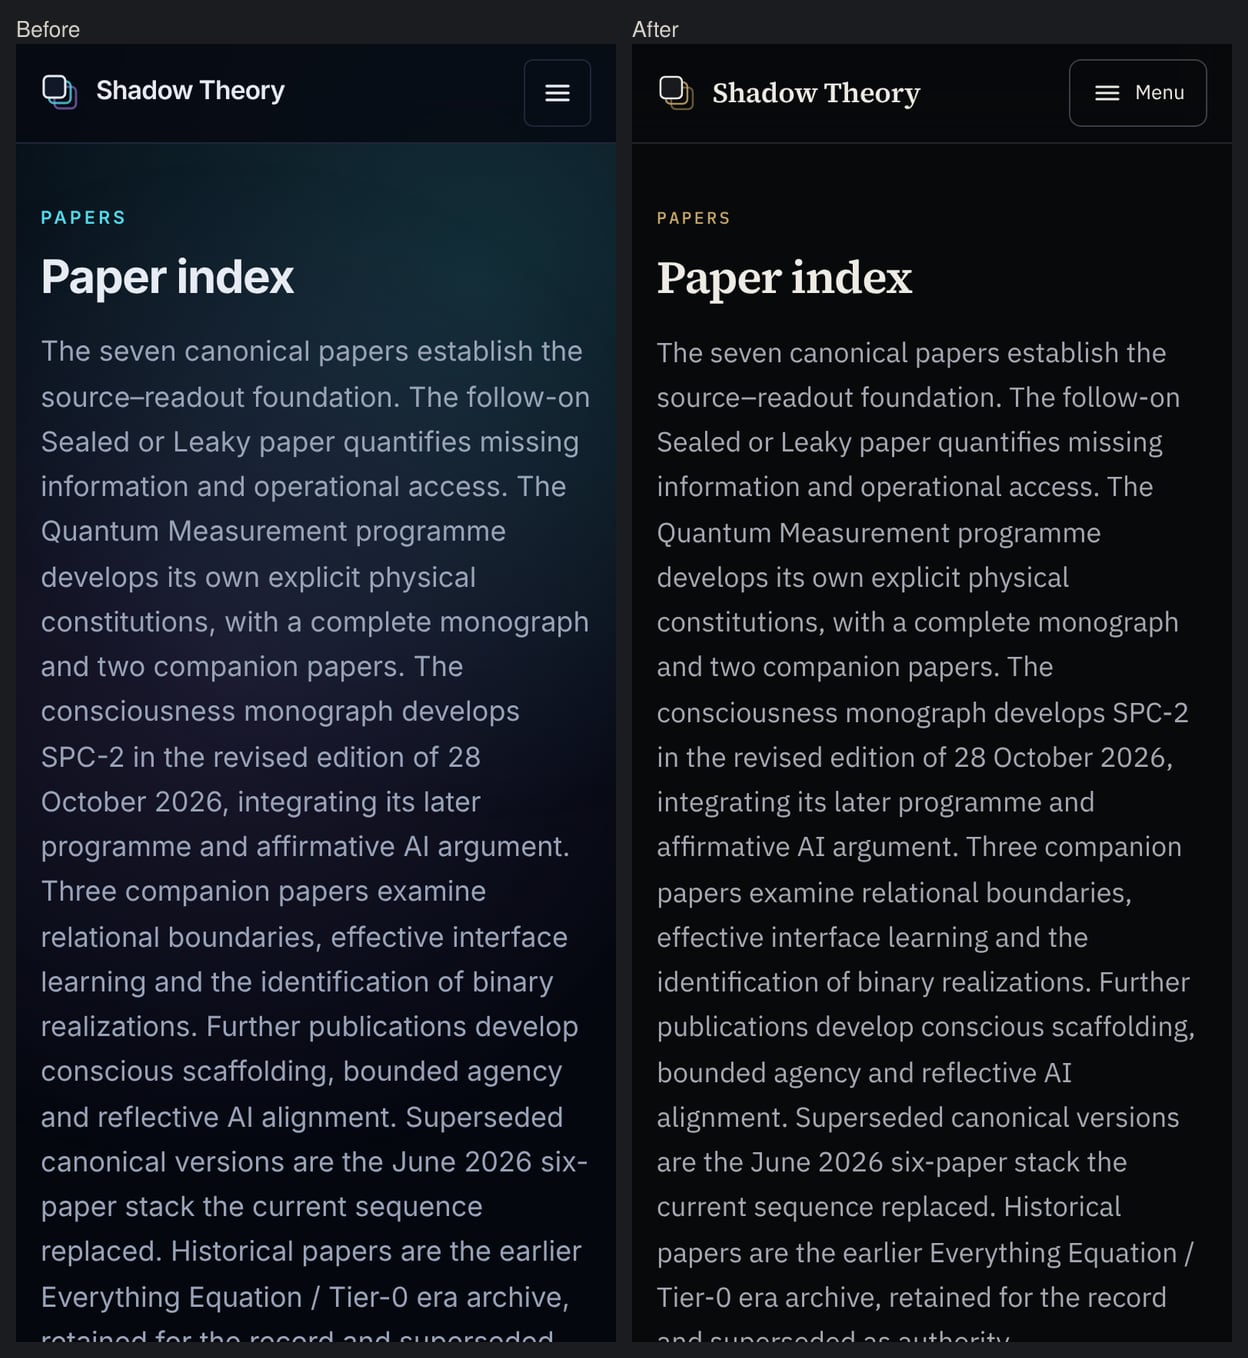 Before
Shadow Theory
PAPERS
Paper index
The seven canonical papers establish the
source–readout foundation. The follow-on
Sealed or Leaky paper quantifies missing
information and operational access. The
Quantum Measurement programme
develops its own explicit physical
constitutions, with a complete monograph
and two companion papers. The
consciousness monograph develops
SPC-2 in the revised edition of 28
October 2026, integrating its later
programme and affirmative AI argument.
Three companion papers examine
relational boundaries, effective interface
learning and the identification of binary
realizations. Further publications develop
conscious scaffolding, bounded agency
and reflective AI alignment. Superseded
canonical versions are the June 2026 six-
paper stack the current sequence
replaced. Historical papers are the earlier
Everything Equation / Tier-0 era archive,
retained for the record and superseded
After
Shadow Theory
Menu
PAPERS
Paper index
The seven canonical papers establish the
source–readout foundation. The follow-on
Sealed or Leaky paper quantifies missing
information and operational access. The
Quantum Measurement programme
develops its own explicit physical
constitutions, with a complete monograph
and two companion papers. The
consciousness monograph develops SPC-2
in the revised edition of 28 October 2026,
integrating its later programme and
affirmative AI argument. Three companion
papers examine relational boundaries,
effective interface learning and the
identification of binary realizations. Further
publications develop conscious scaffolding,
bounded agency and reflective AI
alignment. Superseded canonical versions
are the June 2026 six-paper stack the
current sequence replaced. Historical
papers are the earlier Everything Equation /
Tier-0 era archive, retained for the record
and superseded as authority.